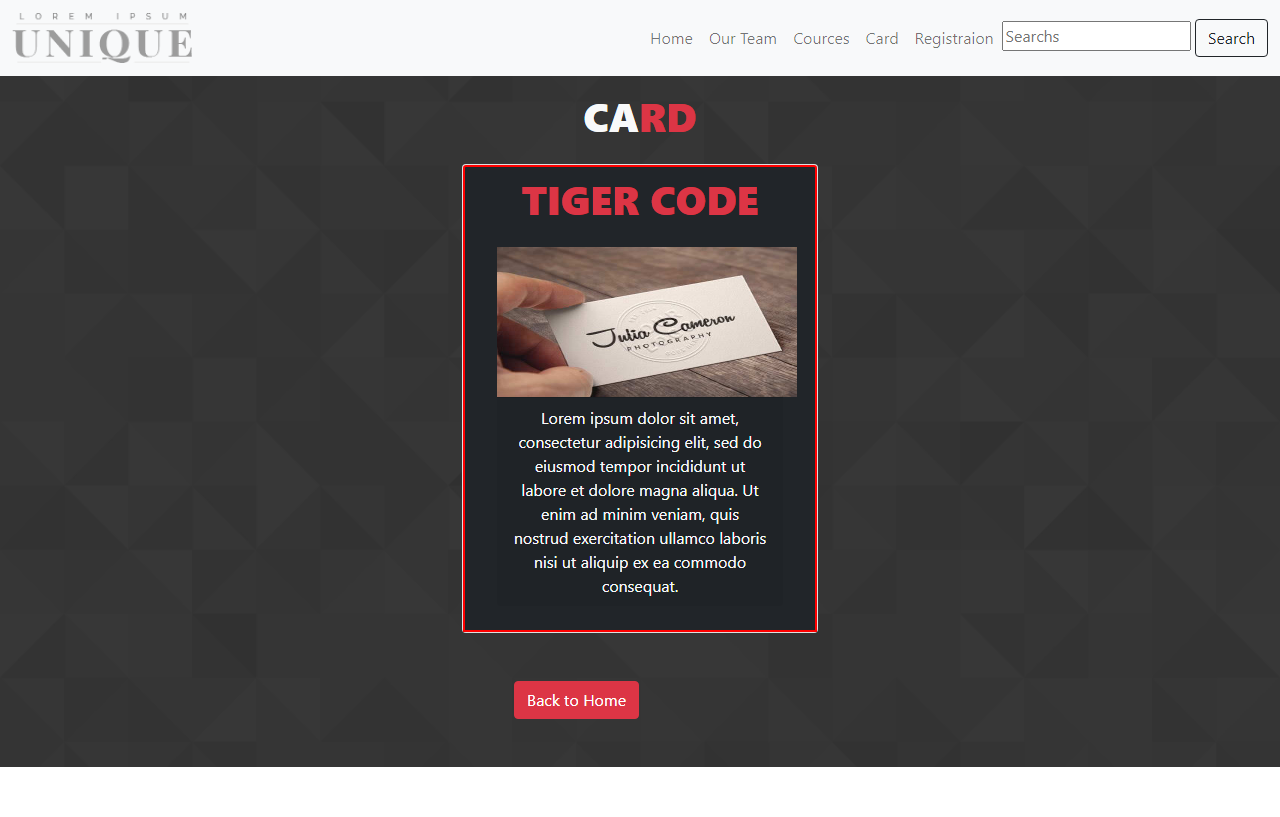 LOREM IPSUM
UNIQUE
Home Our Team Cources Card Registraion Searchs Search
CARD
TIGER CODE
Julia Cameron
PHOTOGRAPHY
Lorem ipsum dolor sit amet,
consectetur adipisicing elit, sed do
eiusmod tempor incididunt ut
labore et dolore magna aliqua. Ut
enim ad minim veniam, quis
nostrud exercitation ullamco laboris
nisi ut aliquip ex ea commodo
consequat.
Back to Home